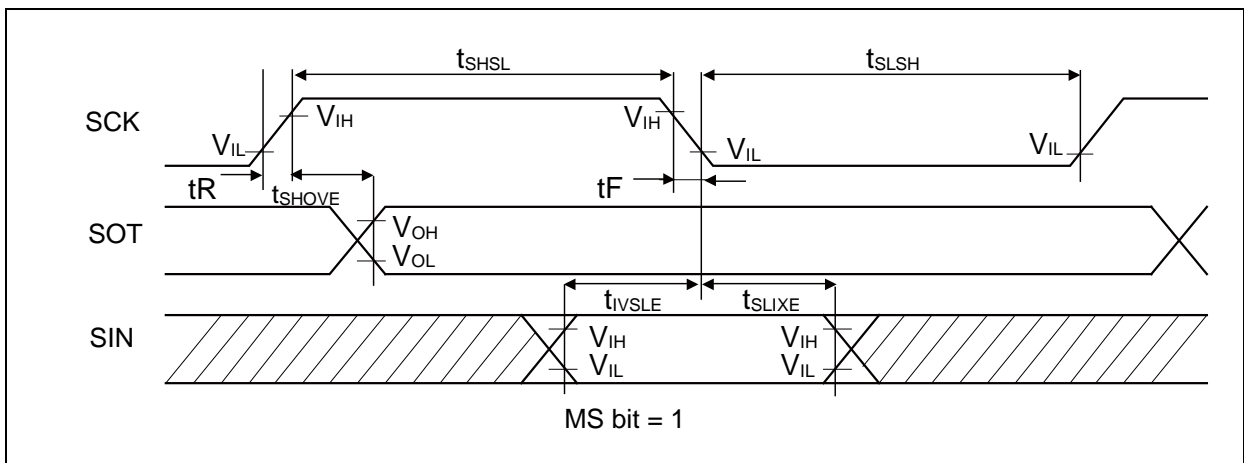 tSHSL tSLSH
SCK VIH VIH
VIL VIL VIL
tR tSHOVE tF
SOT VOH
VOL
tIVSLE tSLIXE
SIN VIH VIH
VIL VIL
MS bit = 1